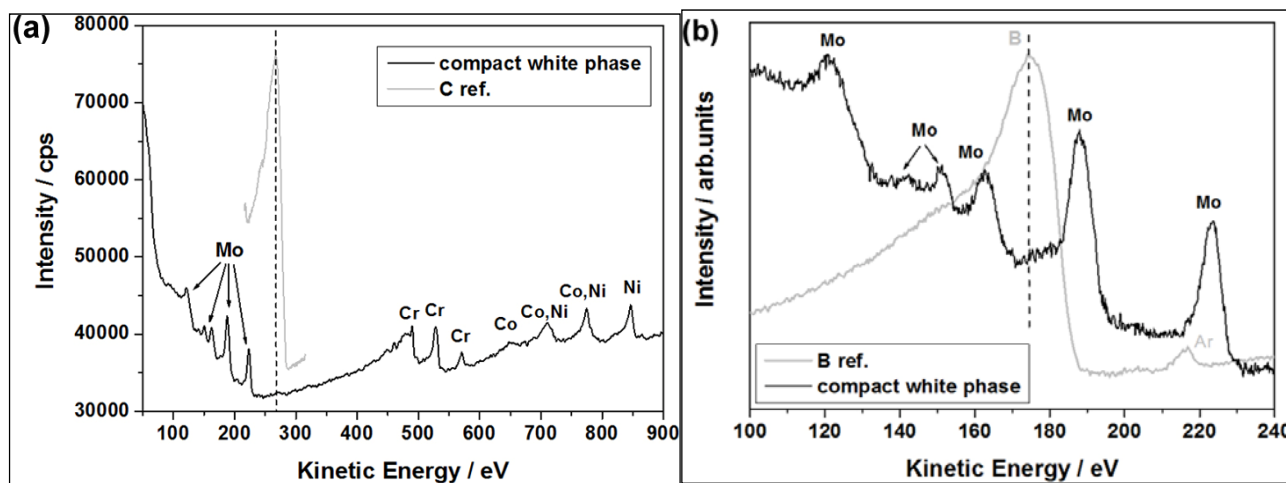 (a)
80000
70000
60000
50000
40000
30000
Intensity / cps
compact white phase
C ref.
Mo
Cr
Cr
Cr
Co
Co,Ni
Co,Ni
Ni
100 200 300 400 500 600 700 800 900
Kinetic Energy / eV
(b)
Intensity / arb.units
Mo
B
Mo
Mo
Mo
Mo
Ar
B ref.
compact white phase
100 120 140 160 180 200 220 240
Kinetic Energy / eV